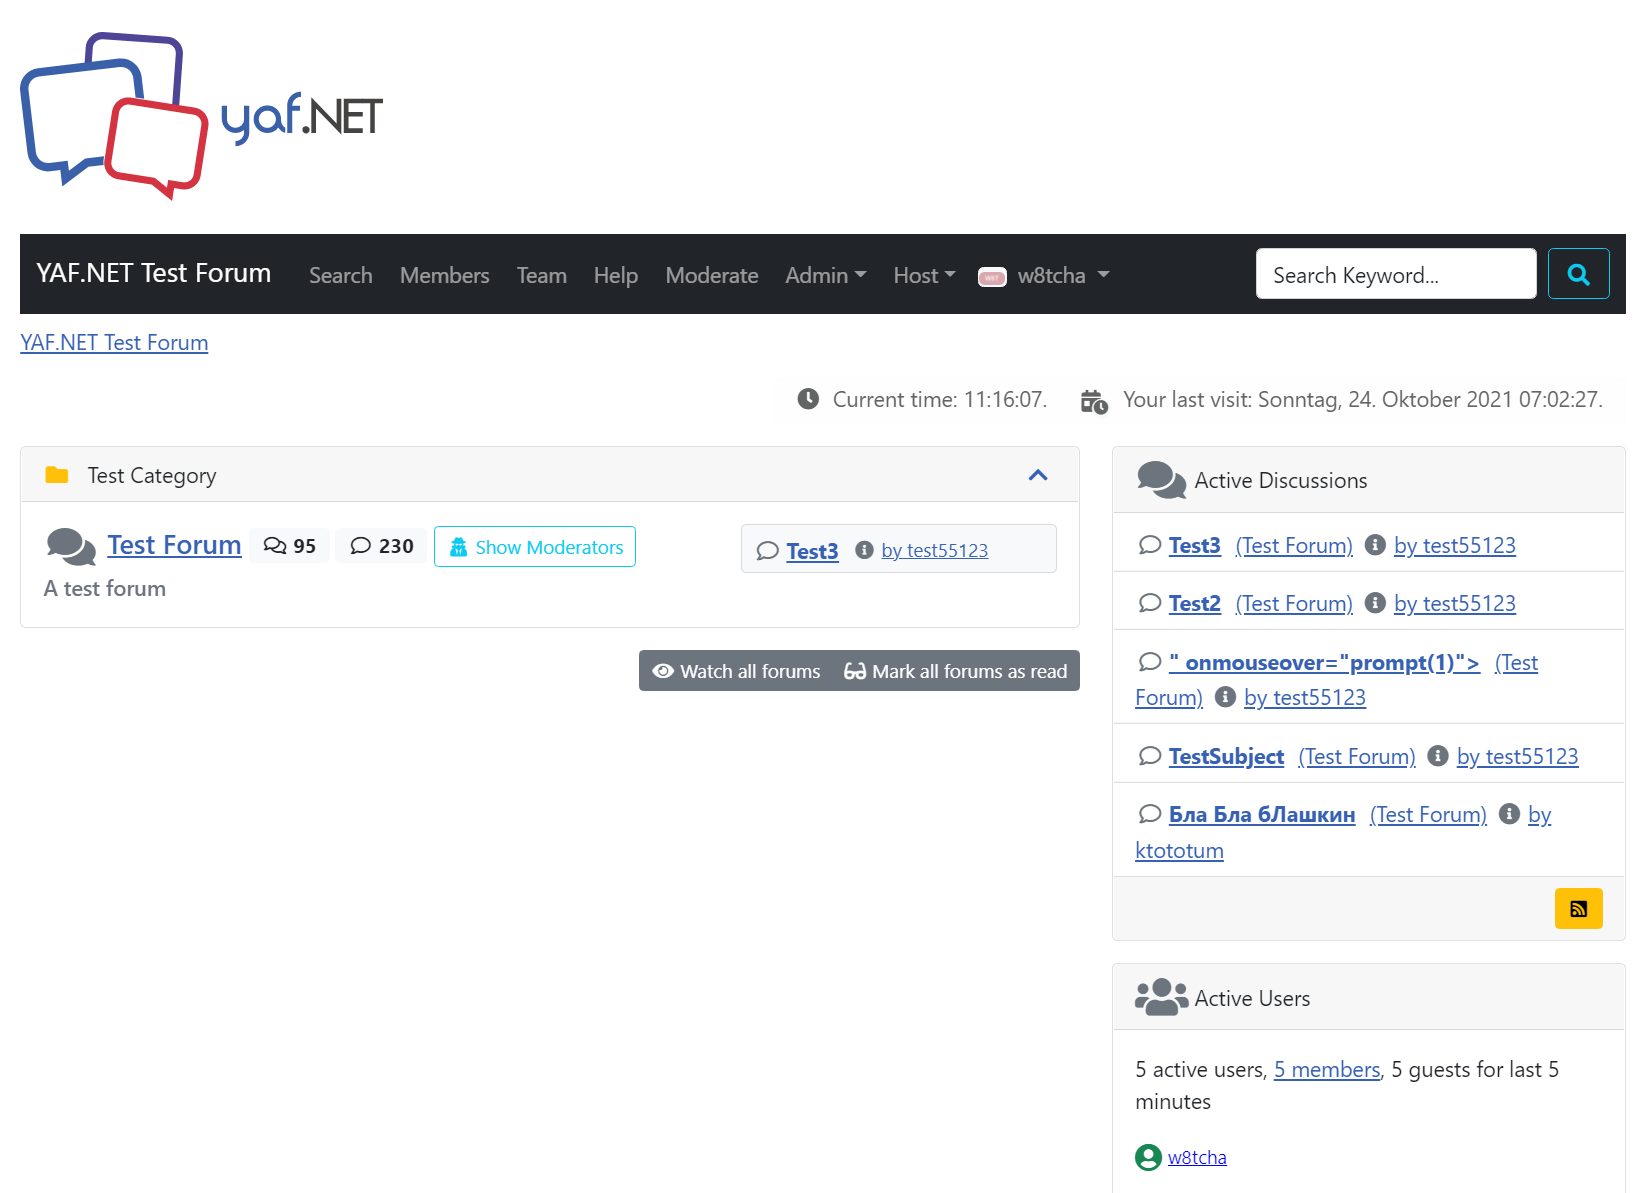 yaf.NET
YAF.NET Test Forum Search Members Team Help Moderate Admin Host w8tcha Search Keyword...
YAF.NET Test Forum
Current time: 11:16:07. Your last visit: Sonntag, 24. Oktober 2021 07:02:27.
Test Category
Test Forum 95 230 Show Moderators Test3 by test55123
A test forum
Watch all forums Mark all forums as read
Active Discussions
Test3 (Test Forum) by test55123
Test2 (Test Forum) by test55123
" onmouseover="prompt(1)"> (Test
Forum) by test55123
TestSubject (Test Forum) by test55123
Бла Бла бЛашкин (Test Forum) by
ktototum
Active Users
5 active users, 5 members, 5 guests for last 5
minutes
w8tcha